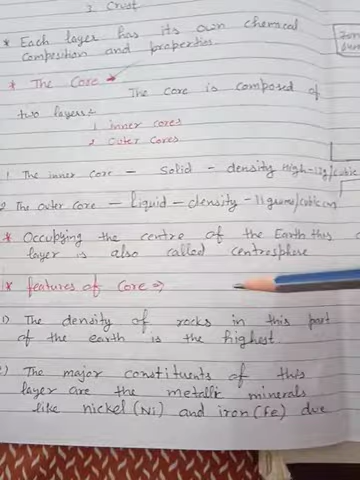 3. Crust
* Each layer has its own chemical
composition and properties.
* The Core
The core is composed of
two layers:-
1 inner cores
2 outer cores
1. The inner core - solid - density High-17g/cubic
2 The outer core - liquid - density - 11 grams/cubic cm
* Occupying the centre of the Earth this
layer is also called centrosphere
* features of core ⇒
1) The density of rocks in this part
of the earth is the highest
2) The major constituents of this
layer are the metallic minerals
like nickel (Ni) and iron (Fe) due